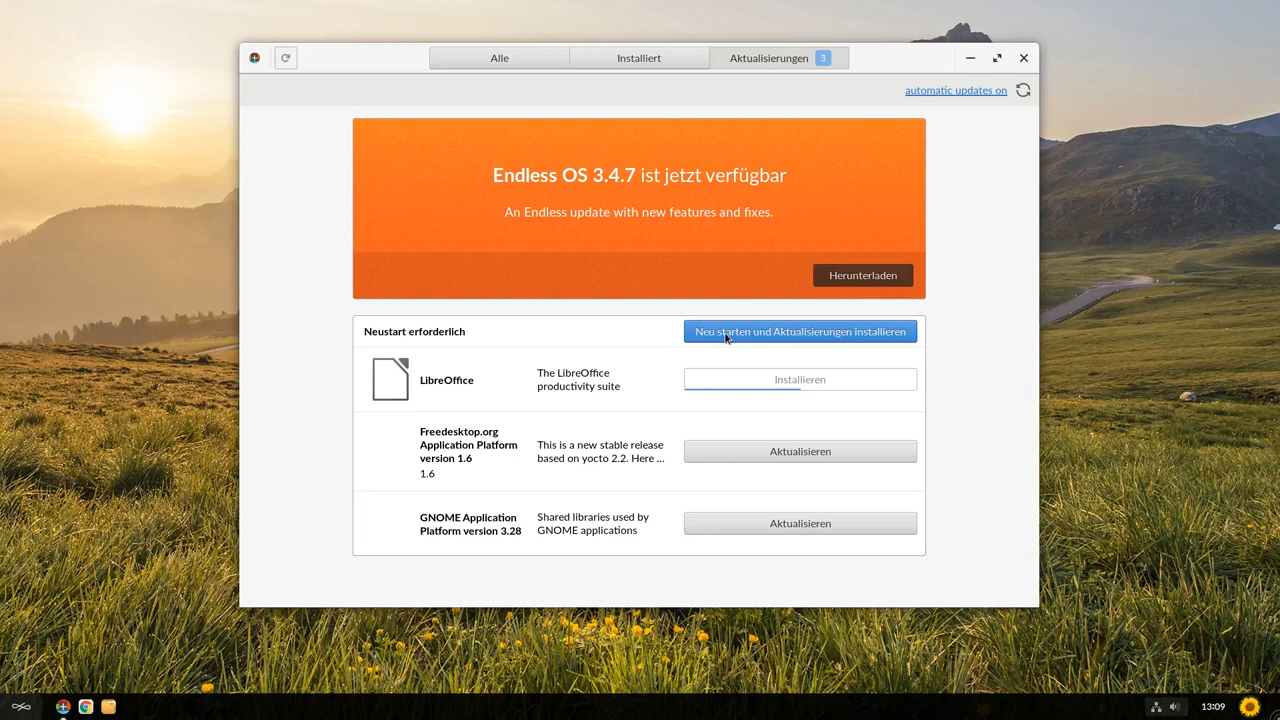 Alle
Installiert
Aktualisierungen 3
automatic updates on
Endless OS 3.4.7 ist jetzt verfügbar
An Endless update with new features and fixes.
Herunterladen
Neustart erforderlich
Neu starten und Aktualisierungen installieren
LibreOffice
The LibreOffice
productivity suite
Installieren
Freedesktop.org
Application Platform
version 1.6
1.6
This is a new stable release
based on yocto 2.2. Here ...
Aktualisieren
GNOME Application
Platform version 3.28
Shared libraries used by
GNOME applications
Aktualisieren
13:09